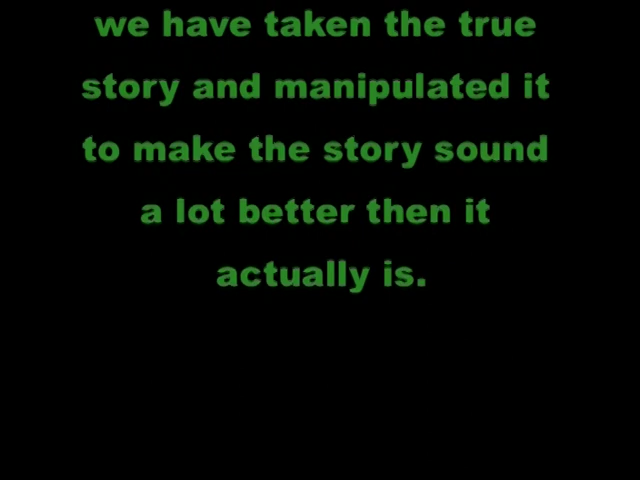 we have taken the true
story and manipulated it
to make the story sound
a lot better then it
actually is.